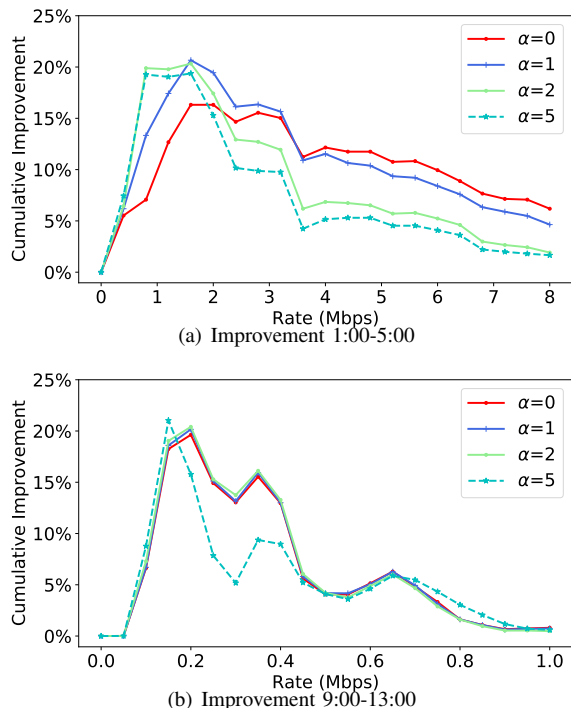 25%
20%
15%
10%
5%
0%
Cumulative Improvement
α=0
α=1
α=2
α=5
0 1 2 3 4 5 6 7 8
Rate (Mbps)
(a) Improvement 1:00-5:00
25%
20%
15%
10%
5%
0%
Cumulative Improvement
α=0
α=1
α=2
α=5
0.0 0.2 0.4 0.6 0.8 1.0
Rate (Mbps)
(b) Improvement 9:00-13:00